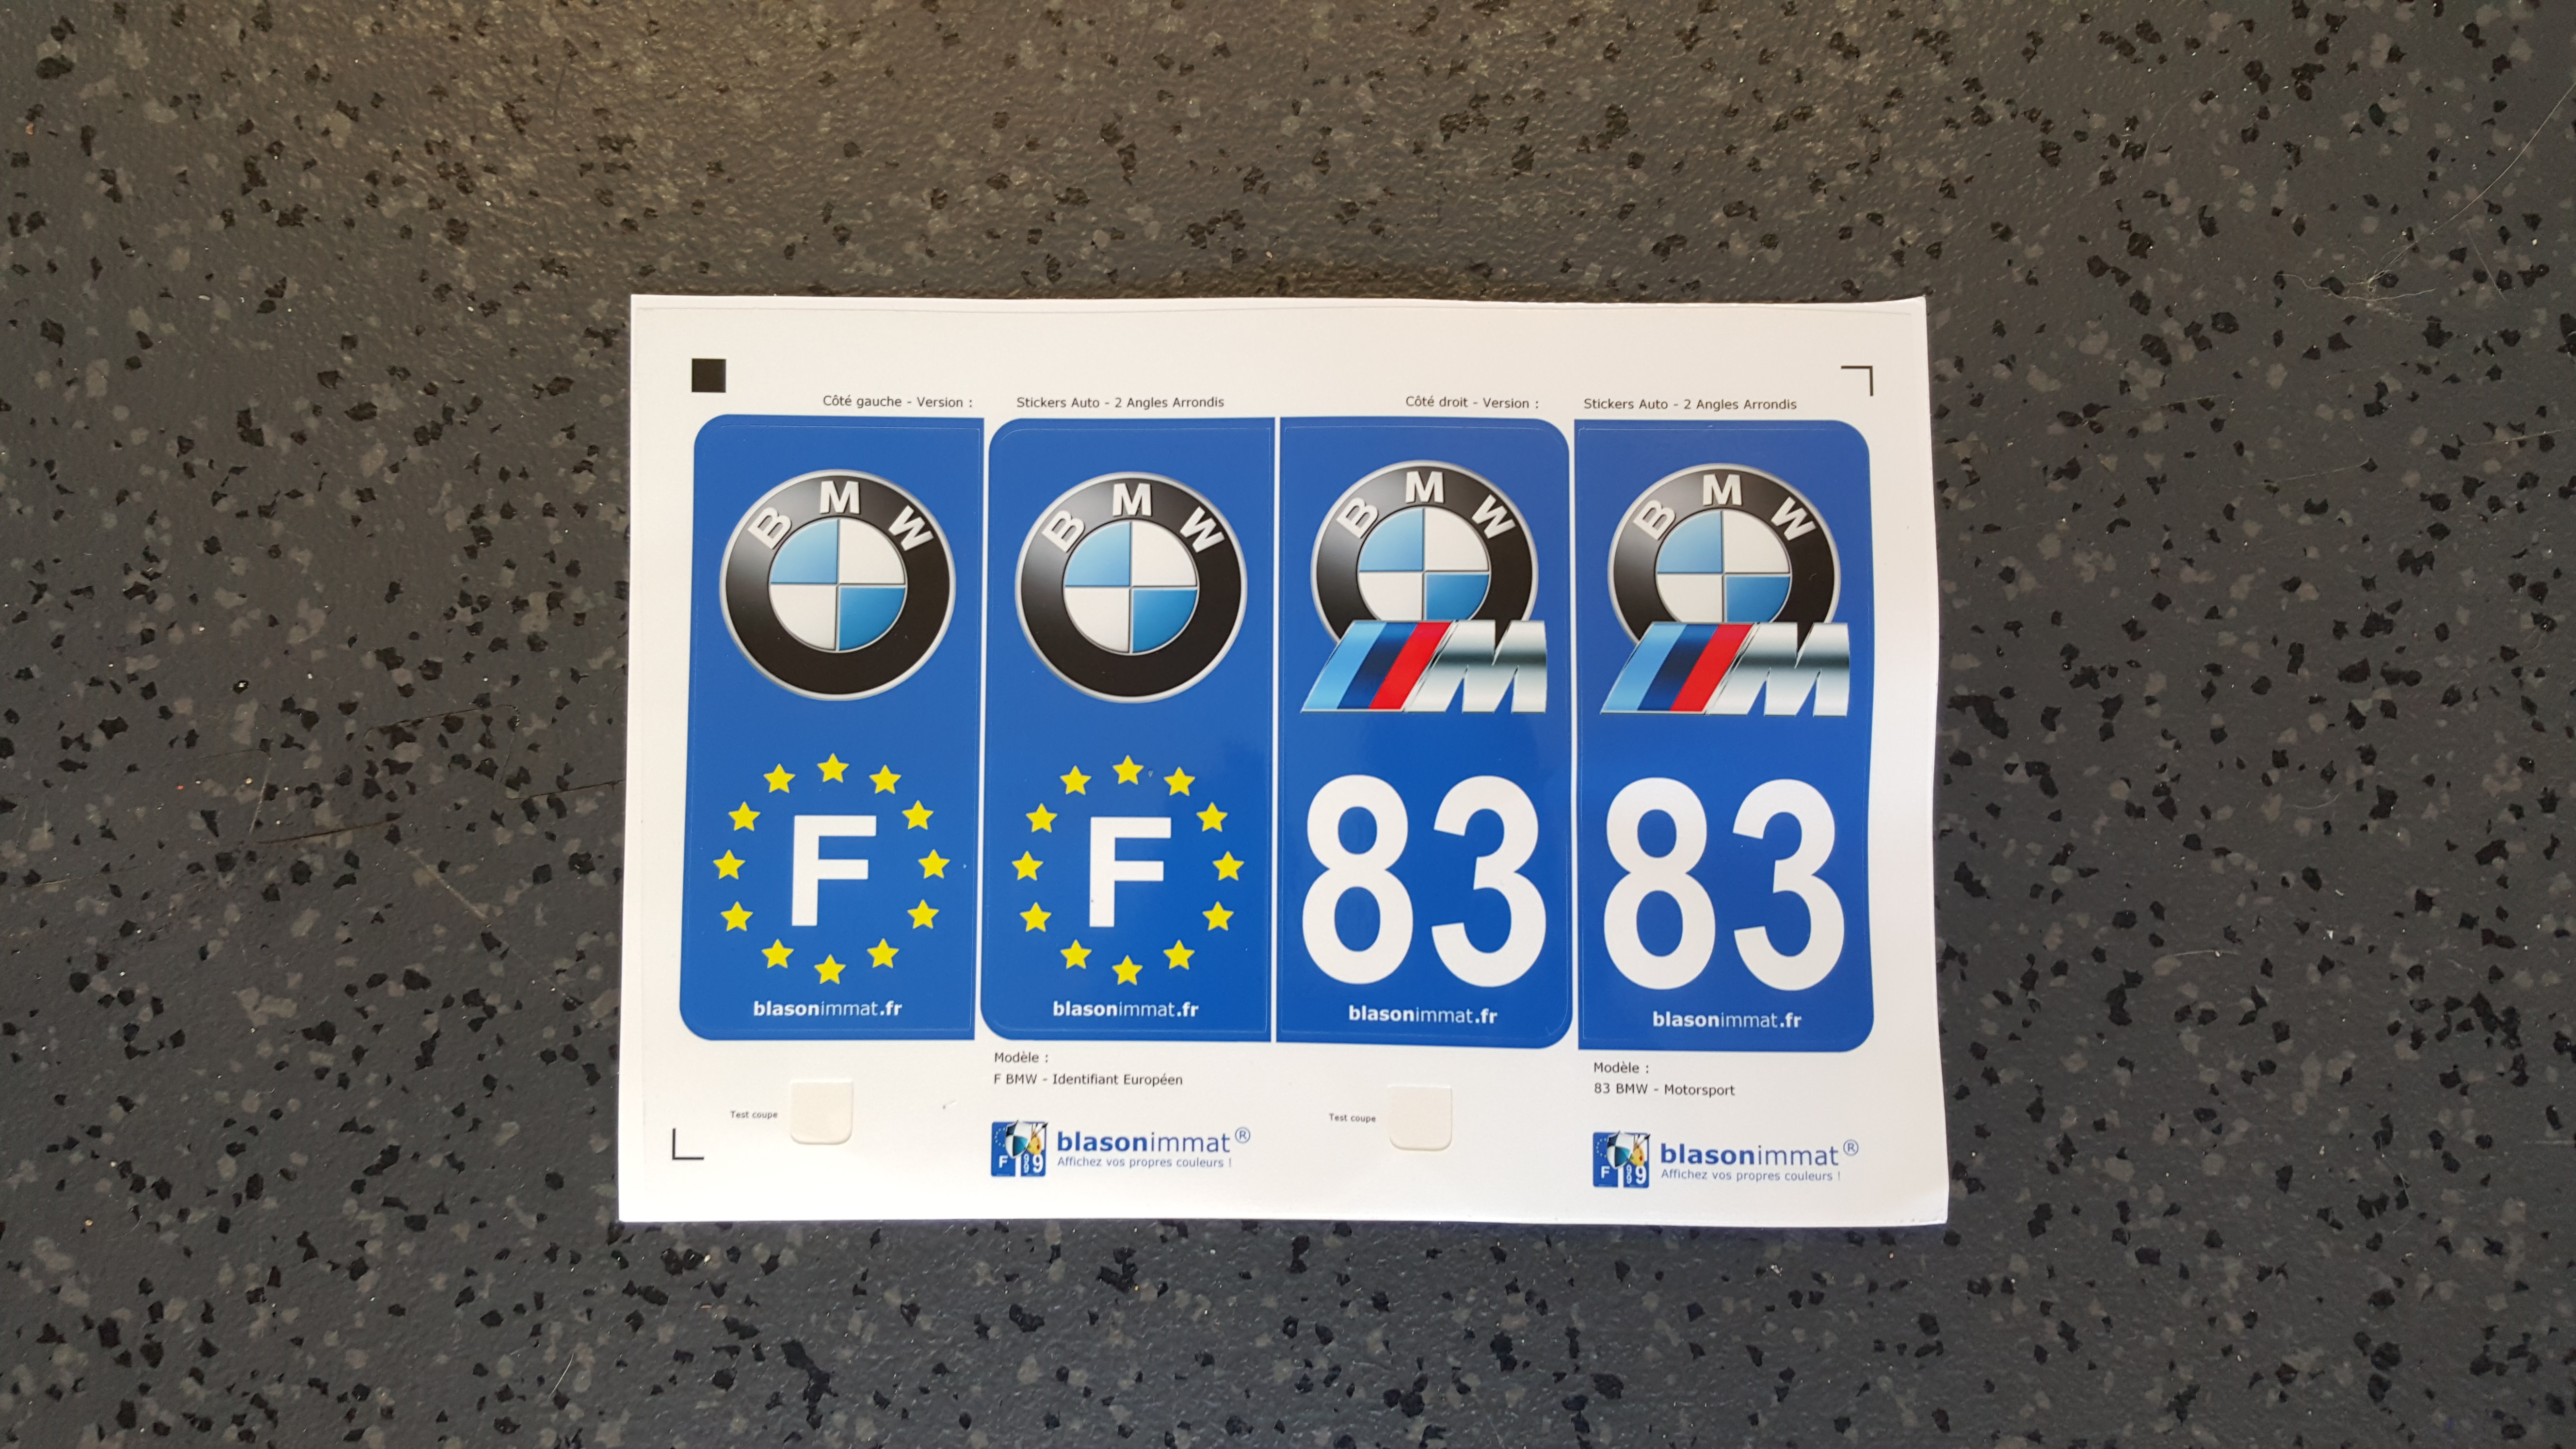 Côté gauche - Version :
Stickers Auto - 2 Angles Arrondis
Côté droit - Version :
Stickers Auto - 2 Angles Arrondis
BMW
BMW
BMW
BMW
M
M
F
F
83
83
blasonimmat.fr
blasonimmat.fr
blasonimmat.fr
blasonimmat.fr
Modèle :
F BMW - Identifiant Européen
Modèle :
83 BMW - Motorsport
Test coupe
Test coupe
blasonimmat®
Affichez vos propres couleurs !
blasonimmat®
Affichez vos propres couleurs !